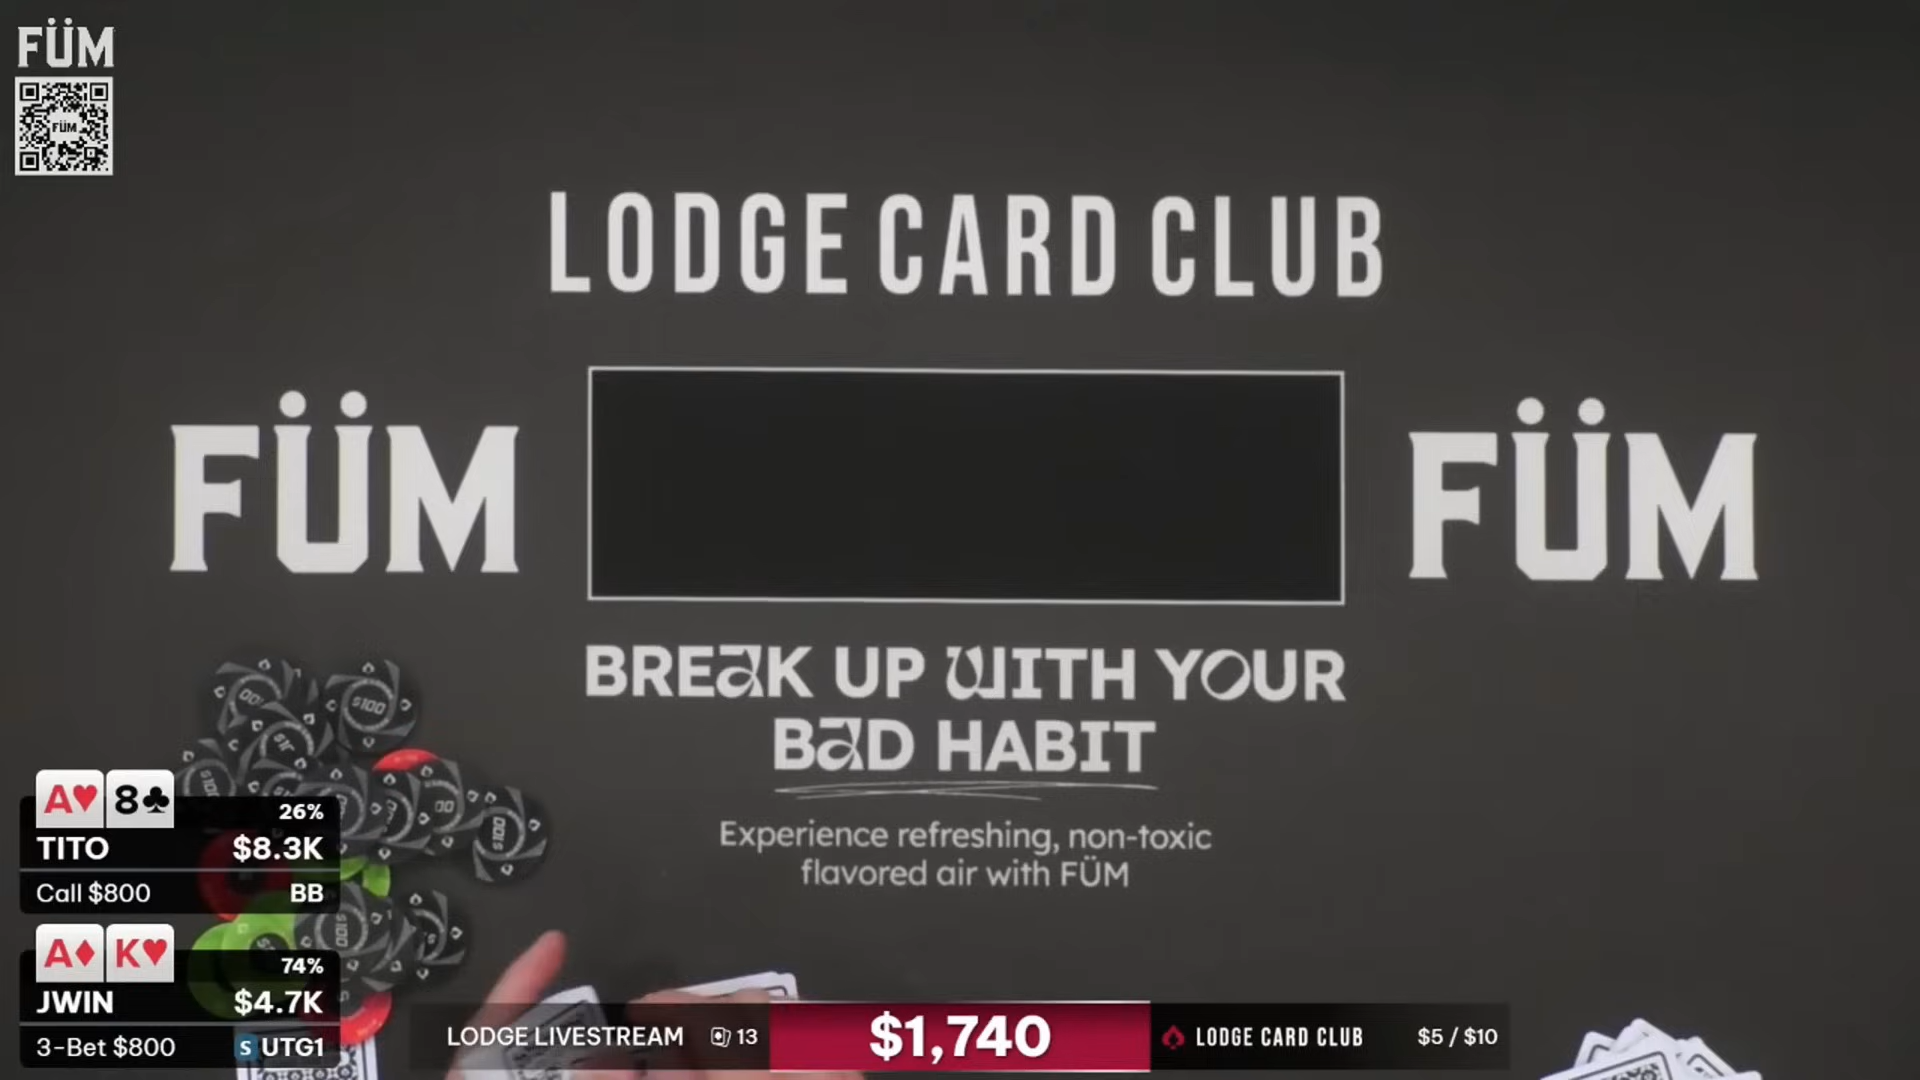 FÜM
FÜM
LODGE CARD CLUB
FÜM
FÜM
BREAK UP WITH YOUR
BAD HABIT
Experience refreshing, non-toxic
flavored air with FÜM
$100
A♥ 8♣
26%
TITO $8.3K
Call $800 BB
A♦ K♥
74%
JWIN $4.7K
3-Bet $800 S UTG1
LODGE LIVESTREAM 13 $1,740 LODGE CARD CLUB $5 / $10